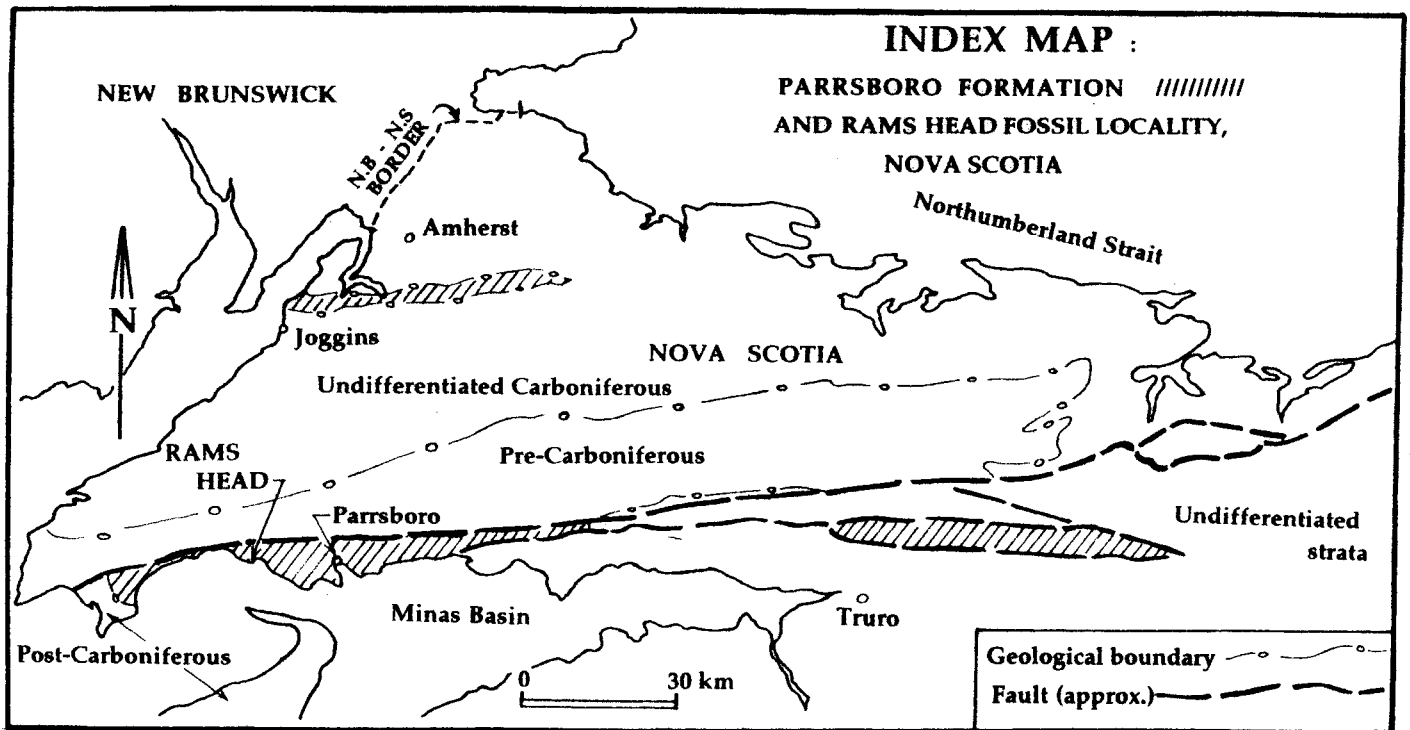 INDEX MAP :
PARRSBORO FORMATION ///////////
AND RAMS HEAD FOSSIL LOCALITY,
NOVA SCOTIA
NEW BRUNSWICK
N.B - N.S
BORDER
Northumberland Strait
Amherst
N
Joggins
NOVA SCOTIA
Undifferentiated Carboniferous
Pre-Carboniferous
RAMS
HEAD
Parrsboro
Undifferentiated
strata
Minas Basin
Truro
Post-Carboniferous
0 30 km
Geological boundary
Fault (approx.)